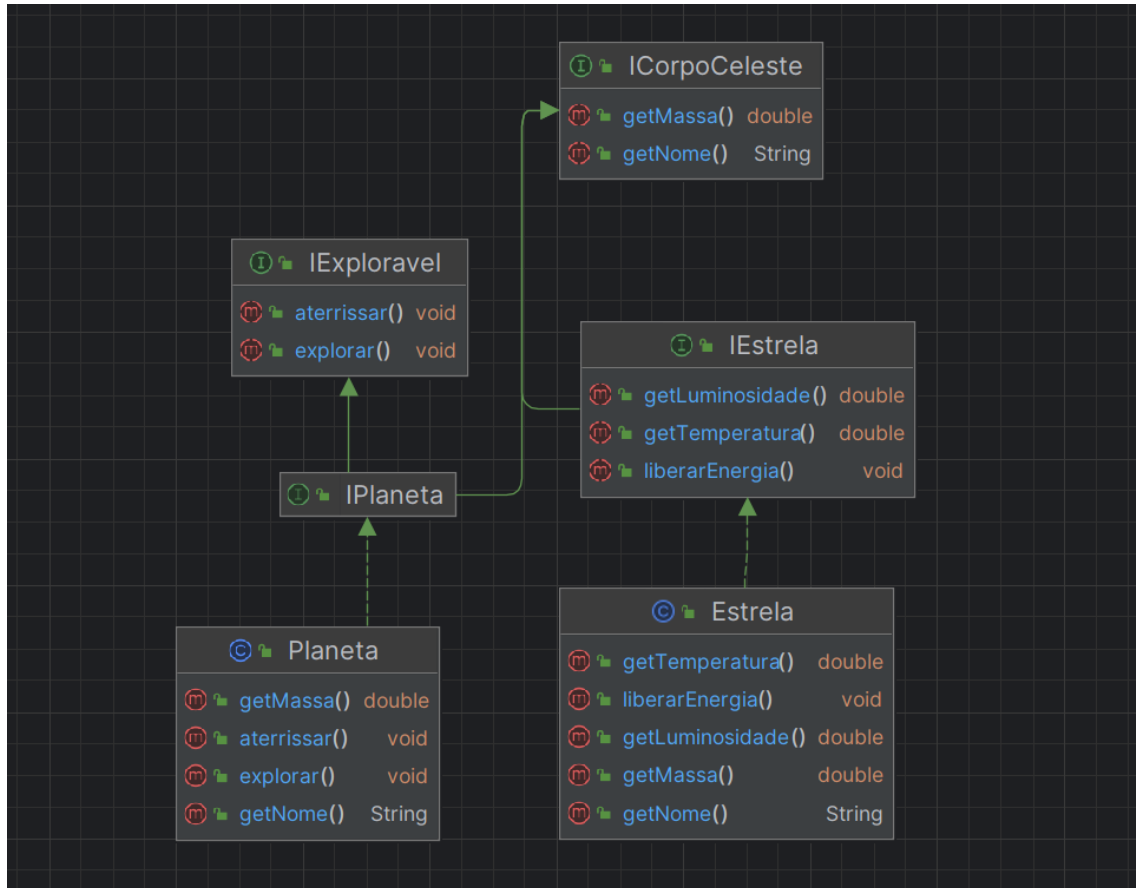 ICorpoCeleste
getMassa() double
getNome() String
IExploravel
aterrissar() void
explorar() void
IEstrela
getLuminosidade() double
getTemperatura() double
liberarEnergia() void
IPlaneta
Planeta
getMassa() double
aterrissar() void
explorar() void
getNome() String
Estrela
getTemperatura() double
liberarEnergia() void
getLuminosidade() double
getMassa() double
getNome() String